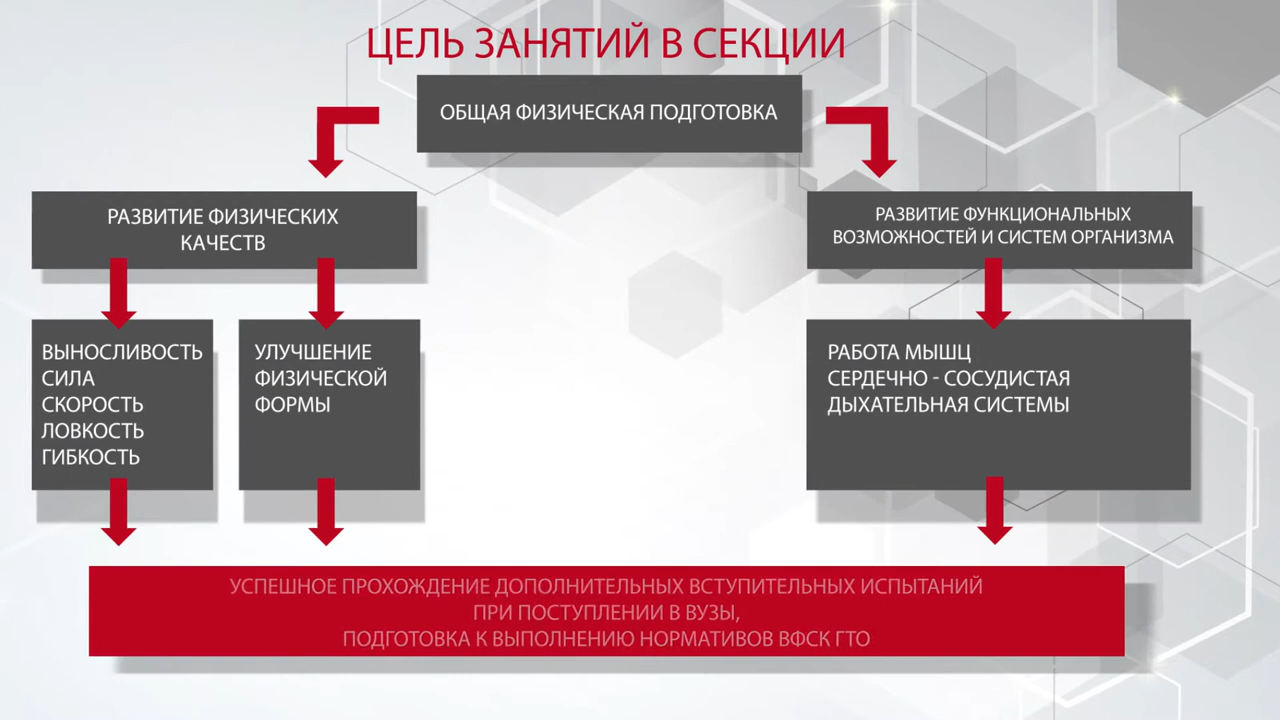 ЦЕЛЬ ЗАНЯТИЙ В СЕКЦИИ
ОБЩАЯ ФИЗИЧЕСКАЯ ПОДГОТОВКА
РАЗВИТИЕ ФИЗИЧЕСКИХ
КАЧЕСТВ
РАЗВИТИЕ ФУНКЦИОНАЛЬНЫХ
ВОЗМОЖНОСТЕЙ И СИСТЕМ ОРГАНИЗМА
ВЫНОСЛИВОСТЬ
СИЛА
СКОРОСТЬ
ЛОВКОСТЬ
ГИБКОСТЬ
УЛУЧШЕНИЕ
ФИЗИЧЕСКОЙ
ФОРМЫ
РАБОТА МЫШЦ
СЕРДЕЧНО - СОСУДИСТАЯ
ДЫХАТЕЛЬНАЯ СИСТЕМЫ
УСПЕШНОЕ ПРОХОЖДЕНИЕ ДОПОЛНИТЕЛЬНЫХ ВСТУПИТЕЛЬНЫХ ИСПЫТАНИЙ
ПРИ ПОСТУПЛЕНИИ В ВУЗЫ,
ПОДГОТОВКА К ВЫПОЛНЕНИЮ НОРМАТИВОВ ВФСК ГТО